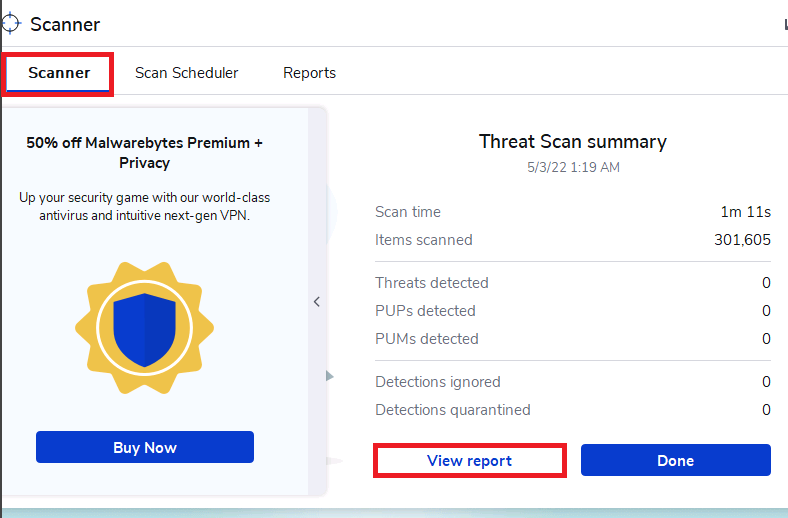 Scanner
Scanner
Scan Scheduler
Reports
50% off Malwarebytes Premium +
Privacy
Up your security game with our world-class
antivirus and intuitive next-gen VPN.
Buy Now
Threat Scan summary
5/3/22 1:19 AM
Scan time 1m 11s
Items scanned 301,605
Threats detected 0
PUPs detected 0
PUMs detected 0
Detections ignored 0
Detections quarantined 0
View report
Done